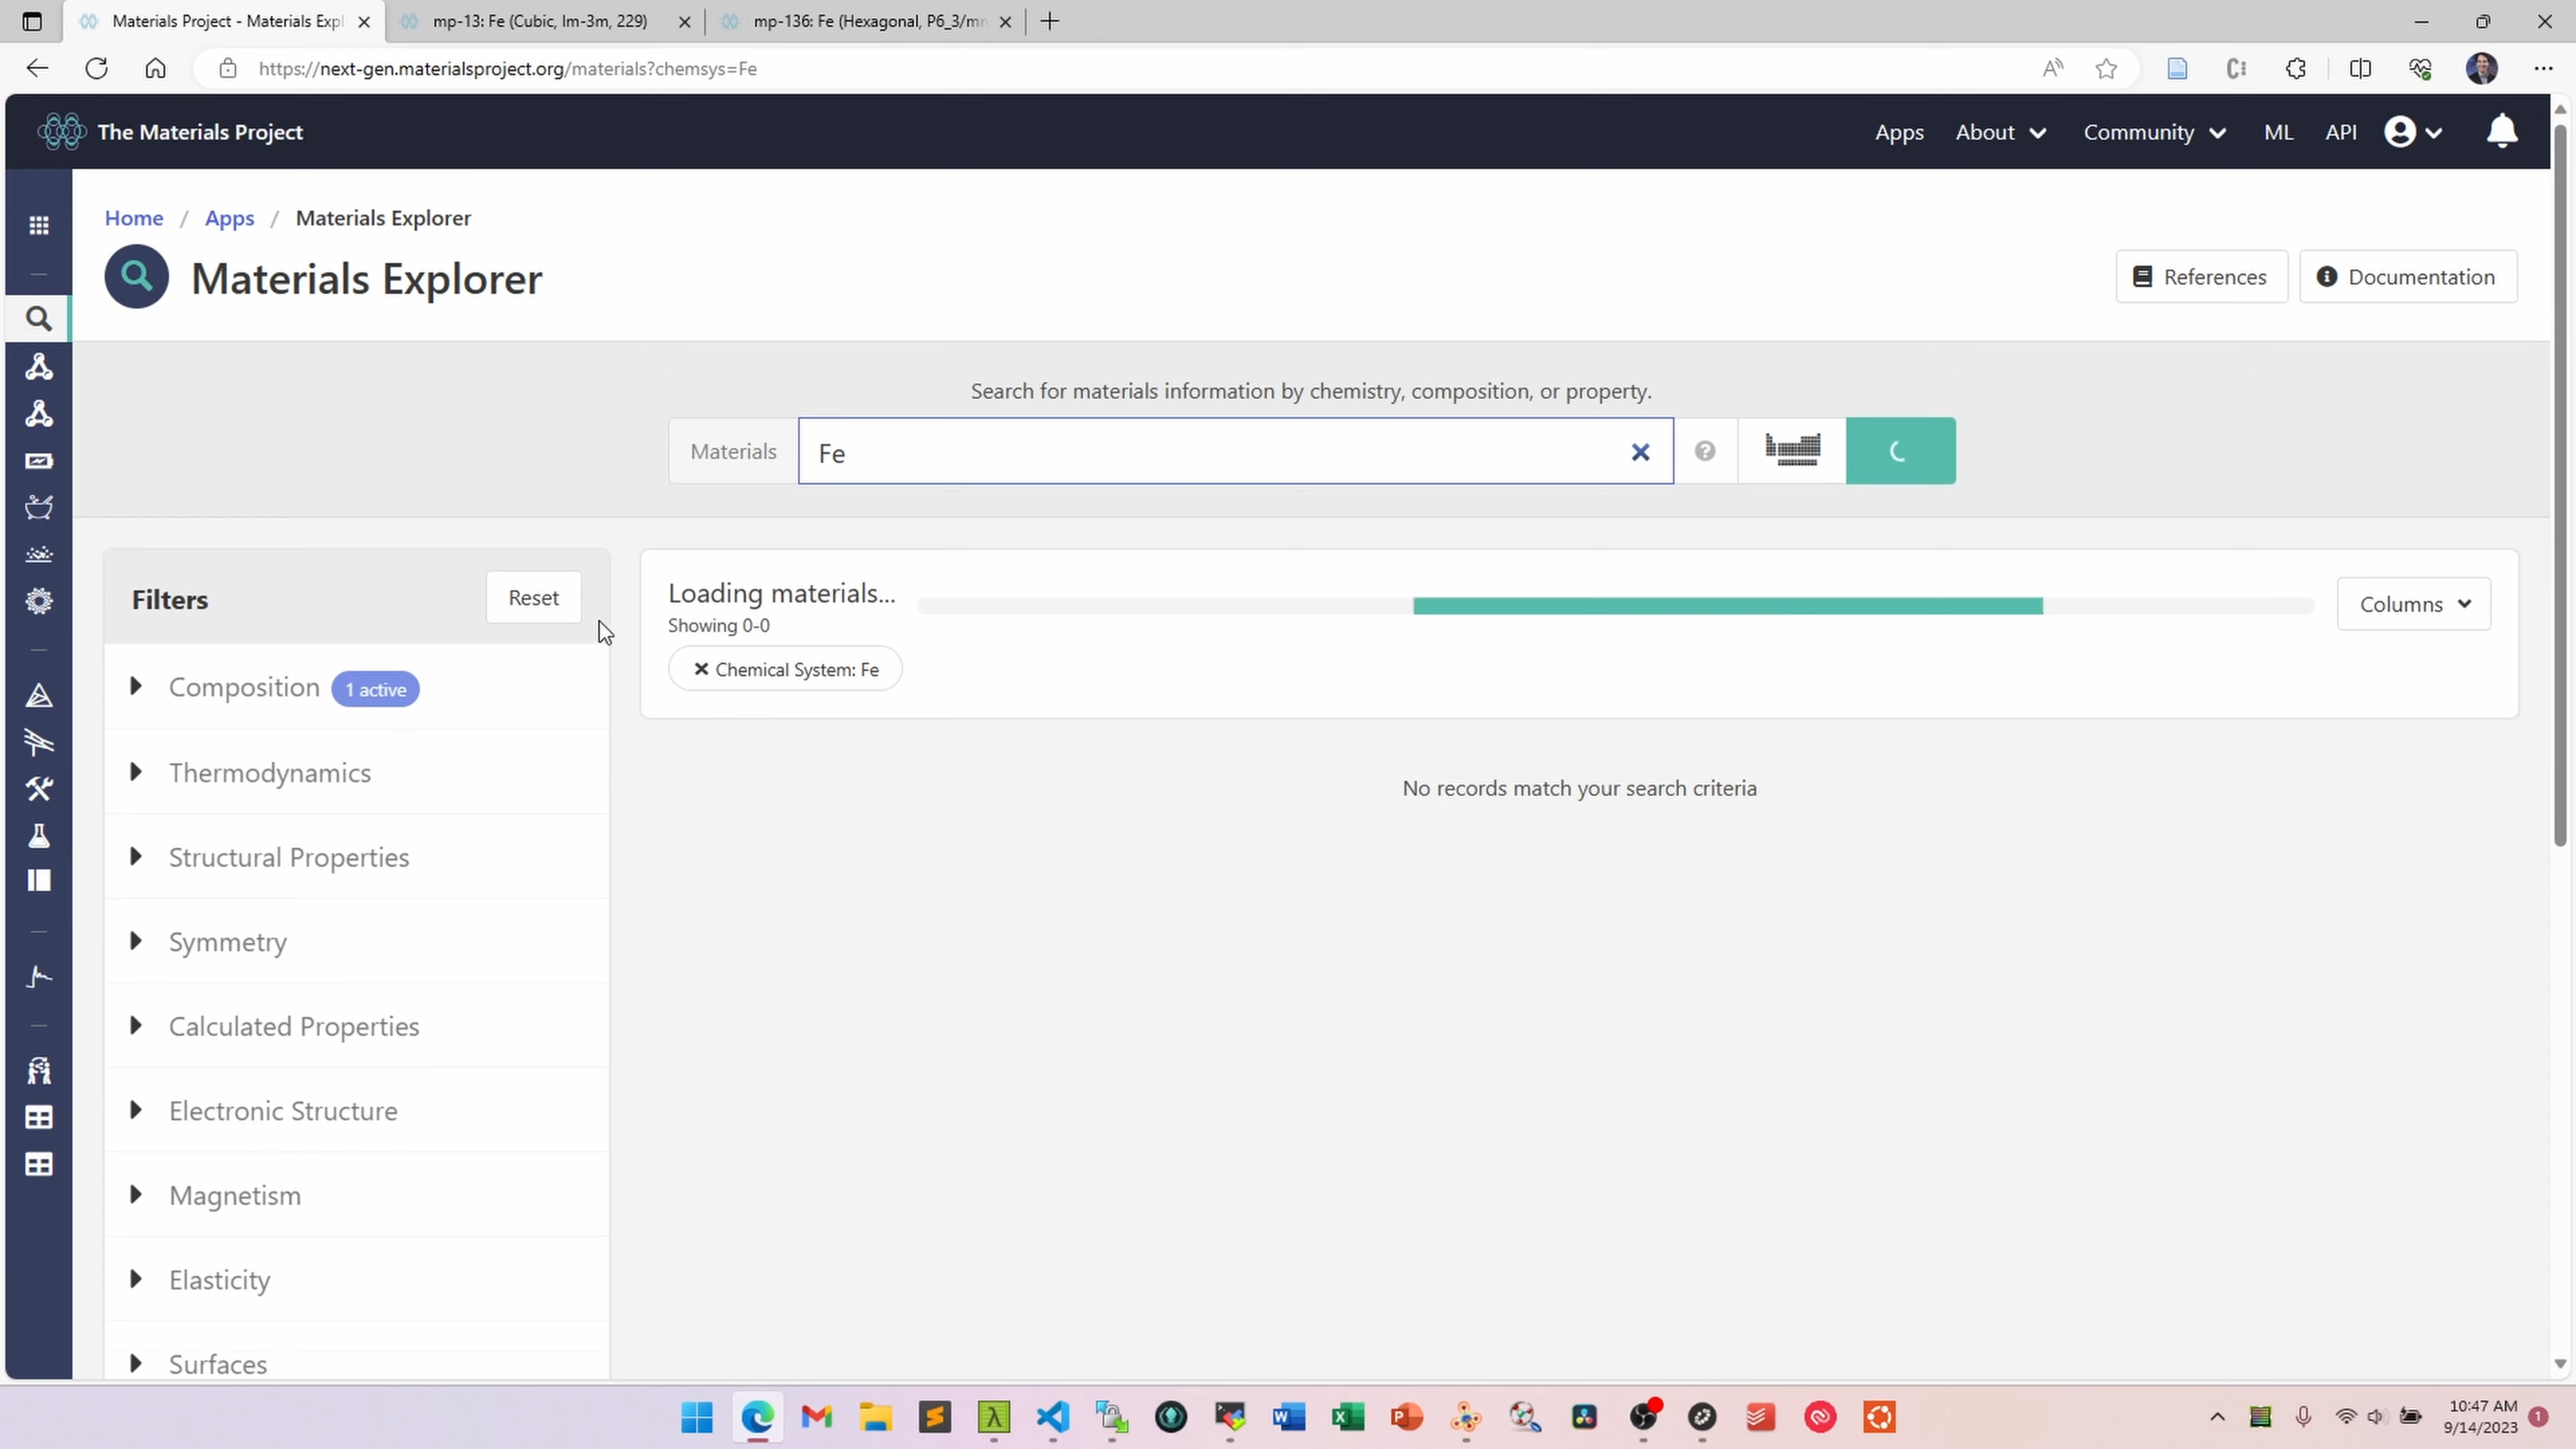 Materials Project - Materials Expl
mp-13: Fe (Cubic, Im-3m, 229)
mp-136: Fe (Hexagonal, P6_3/mm
https://next-gen.materialsproject.org/materials?chemsys=Fe
The Materials Project
Apps
About
Community
ML
API
Home / Apps / Materials Explorer
Materials Explorer
References
Documentation
Search for materials information by chemistry, composition, or property.
Materials
Fe
Filters
Reset
Loading materials...
Showing 0-0
Chemical System: Fe
Columns
No records match your search criteria
Composition
1 active
Thermodynamics
Structural Properties
Symmetry
Calculated Properties
Electronic Structure
Magnetism
Elasticity
Surfaces
10:47 AM
9/14/2023
1